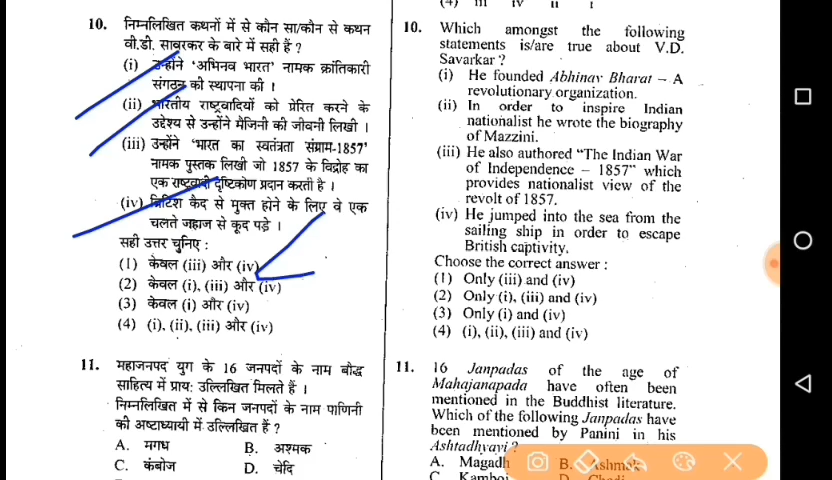 (4) iii iv ii i
10. निम्नलिखित कथनों में से कौन सा/कौन से कथन
वी.डी. सावरकर के बारे में सही हैं ?
(i) उन्होंने ‘अभिनव भारत’ नामक क्रांतिकारी
संगठन की स्थापना की ।
(ii) भारतीय राष्ट्रवादियों को प्रेरित करने के
उद्देश्य से उन्होंने मैजिनी की जीवनी लिखी ।
(iii) उन्होंने ‘भारत का स्वतंत्रता संग्राम-1857’
नामक पुस्तक लिखी जो 1857 के विद्रोह का
एक राष्ट्रवादी दृष्टिकोण प्रदान करती है ।
(iv) ब्रिटिश कैद से मुक्त होने के लिए वे एक
चलते जहाज से कूद पड़े ।
सही उत्तर चुनिए :
(1) केवल (iii) और (iv)
(2) केवल (i), (iii) और (iv)
(3) केवल (i) और (iv)
(4) (i), (ii), (iii) और (iv)
11. महाजनपद युग के 16 जनपदों के नाम बौद्ध
साहित्य में प्राय: उल्लिखित मिलते हैं ।
निम्नलिखित में से किन जनपदों के नाम पाणिनी
की अष्टाध्यायी में उल्लिखित हैं ?
A. मगध B. अश्मक
C. कंबोज D. चेदि
10. Which amongst the following
statements is/are true about V.D.
Savarkar ?
(i) He founded Abhinav Bharat – A
revolutionary organization.
(ii) In order to inspire Indian
nationalist he wrote the biography
of Mazzini.
(iii) He also authored “The Indian War
of Independence – 1857” which
provides nationalist view of the
revolt of 1857.
(iv) He jumped into the sea from the
sailing ship in order to escape
British captivity.
Choose the correct answer :
(1) Only (iii) and (iv)
(2) Only (i), (iii) and (iv)
(3) Only (i) and (iv)
(4) (i), (ii), (iii) and (iv)
11. 16 Janpadas of the age of
Mahajanapada have often been
mentioned in the Buddhist literature.
Which of the following Janpadas have
been mentioned by Panini in his
Ashtadhyayi ?
A. Magadh B. Ashmak
C. Kamboj D. Chedi